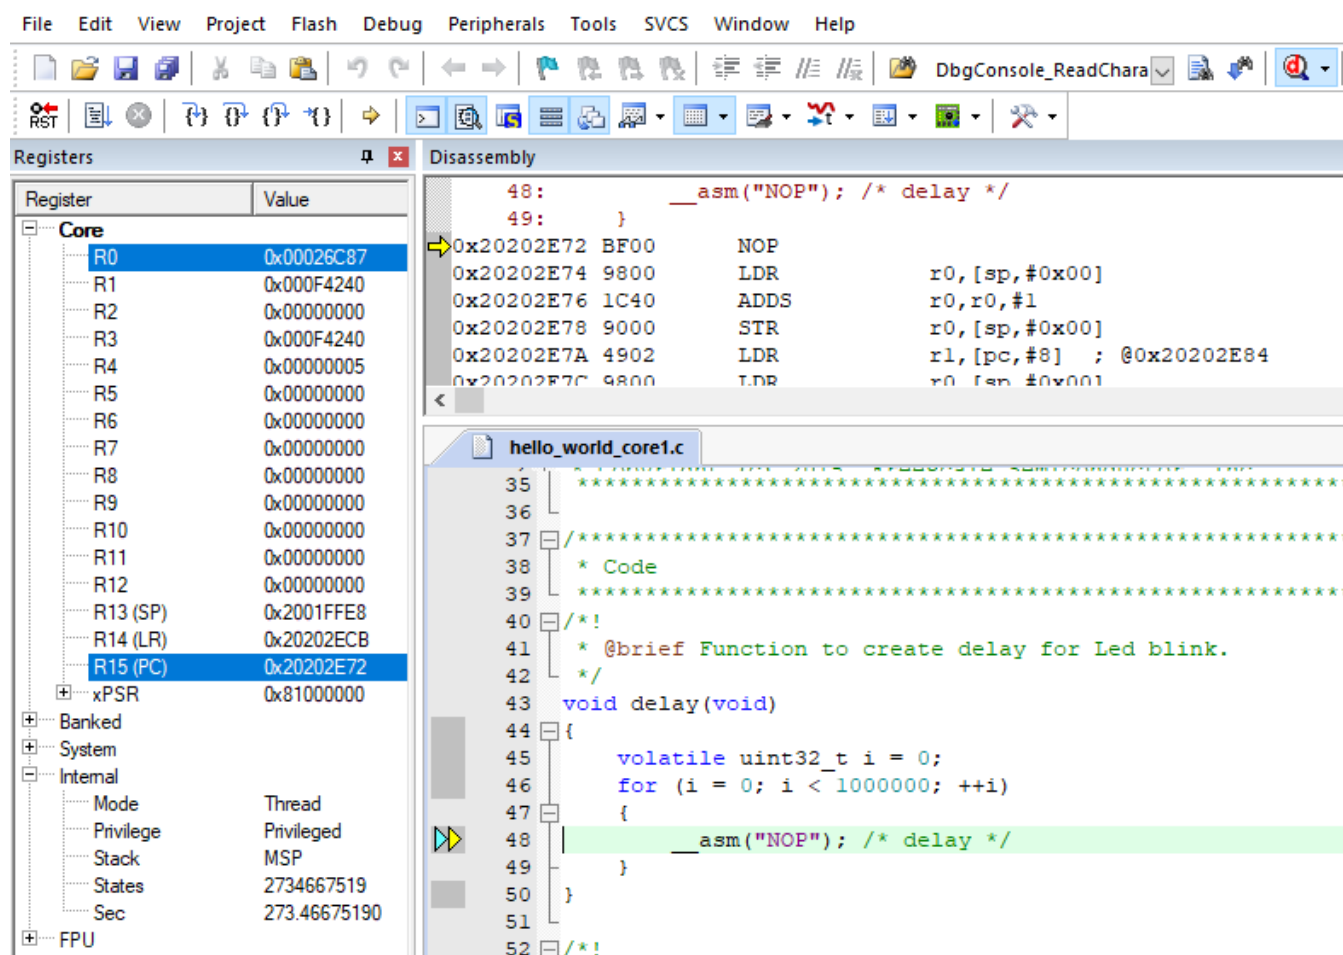 File Edit View Project Flash Debug Peripherals Tools SVCS Window Help
DbgConsole_ReadChara
RST
Registers
Register Value
Core
R0 0x00026C87
R1 0x000F4240
R2 0x00000000
R3 0x000F4240
R4 0x00000005
R5 0x00000000
R6 0x00000000
R7 0x00000000
R8 0x00000000
R9 0x00000000
R10 0x00000000
R11 0x00000000
R12 0x00000000
R13 (SP) 0x2001FFE8
R14 (LR) 0x20202ECB
R15 (PC) 0x20202E72
xPSR 0x81000000
Banked
System
Internal
Mode Thread
Privilege Privileged
Stack MSP
States 2734667519
Sec 273.46675190
FPU
Disassembly
48: __asm("NOP"); /* delay */
49: }
0x20202E72 BF00 NOP
0x20202E74 9800 LDR r0,[sp,#0x00]
0x20202E76 1C40 ADDS r0,r0,#1
0x20202E78 9000 STR r0,[sp,#0x00]
0x20202E7A 4902 LDR r1,[pc,#8] ; @0x20202E84
0x20202E7C 9800 LDR r0,[sp,#0x00]
hello_world_core1.c
35 ************************************************************
36
37 /************************************************************
38 * Code
39 ************************************************************
40 /*!
41 * @brief Function to create delay for Led blink.
42 */
43 void delay(void)
44 {
45 volatile uint32_t i = 0;
46 for (i = 0; i < 1000000; ++i)
47 {
48 __asm("NOP"); /* delay */
49 }
50 }
51
52 /*!